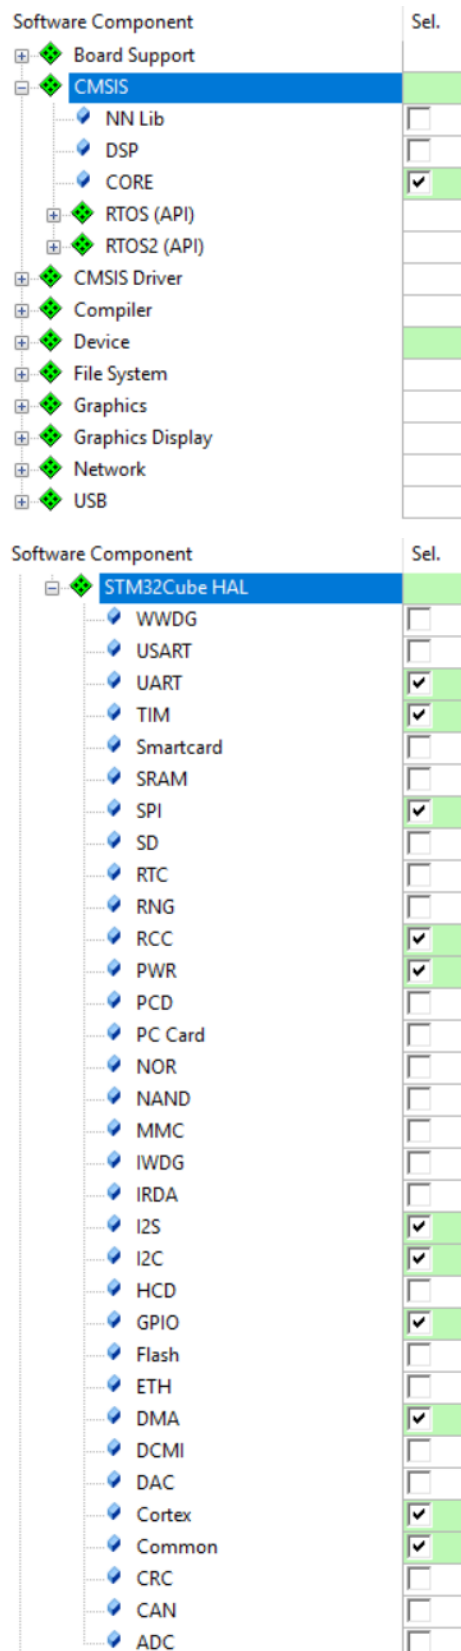 Software Component Sel.
Board Support
CMSIS
NN Lib
DSP
CORE
RTOS (API)
RTOS2 (API)
CMSIS Driver
Compiler
Device
File System
Graphics
Graphics Display
Network
USB
Software Component Sel.
STM32Cube HAL
WWDG
USART
UART
TIM
Smartcard
SRAM
SPI
SD
RTC
RNG
RCC
PWR
PCD
PC Card
NOR
NAND
MMC
IWDG
IRDA
I2S
I2C
HCD
GPIO
Flash
ETH
DMA
DCMI
DAC
Cortex
Common
CRC
CAN
ADC